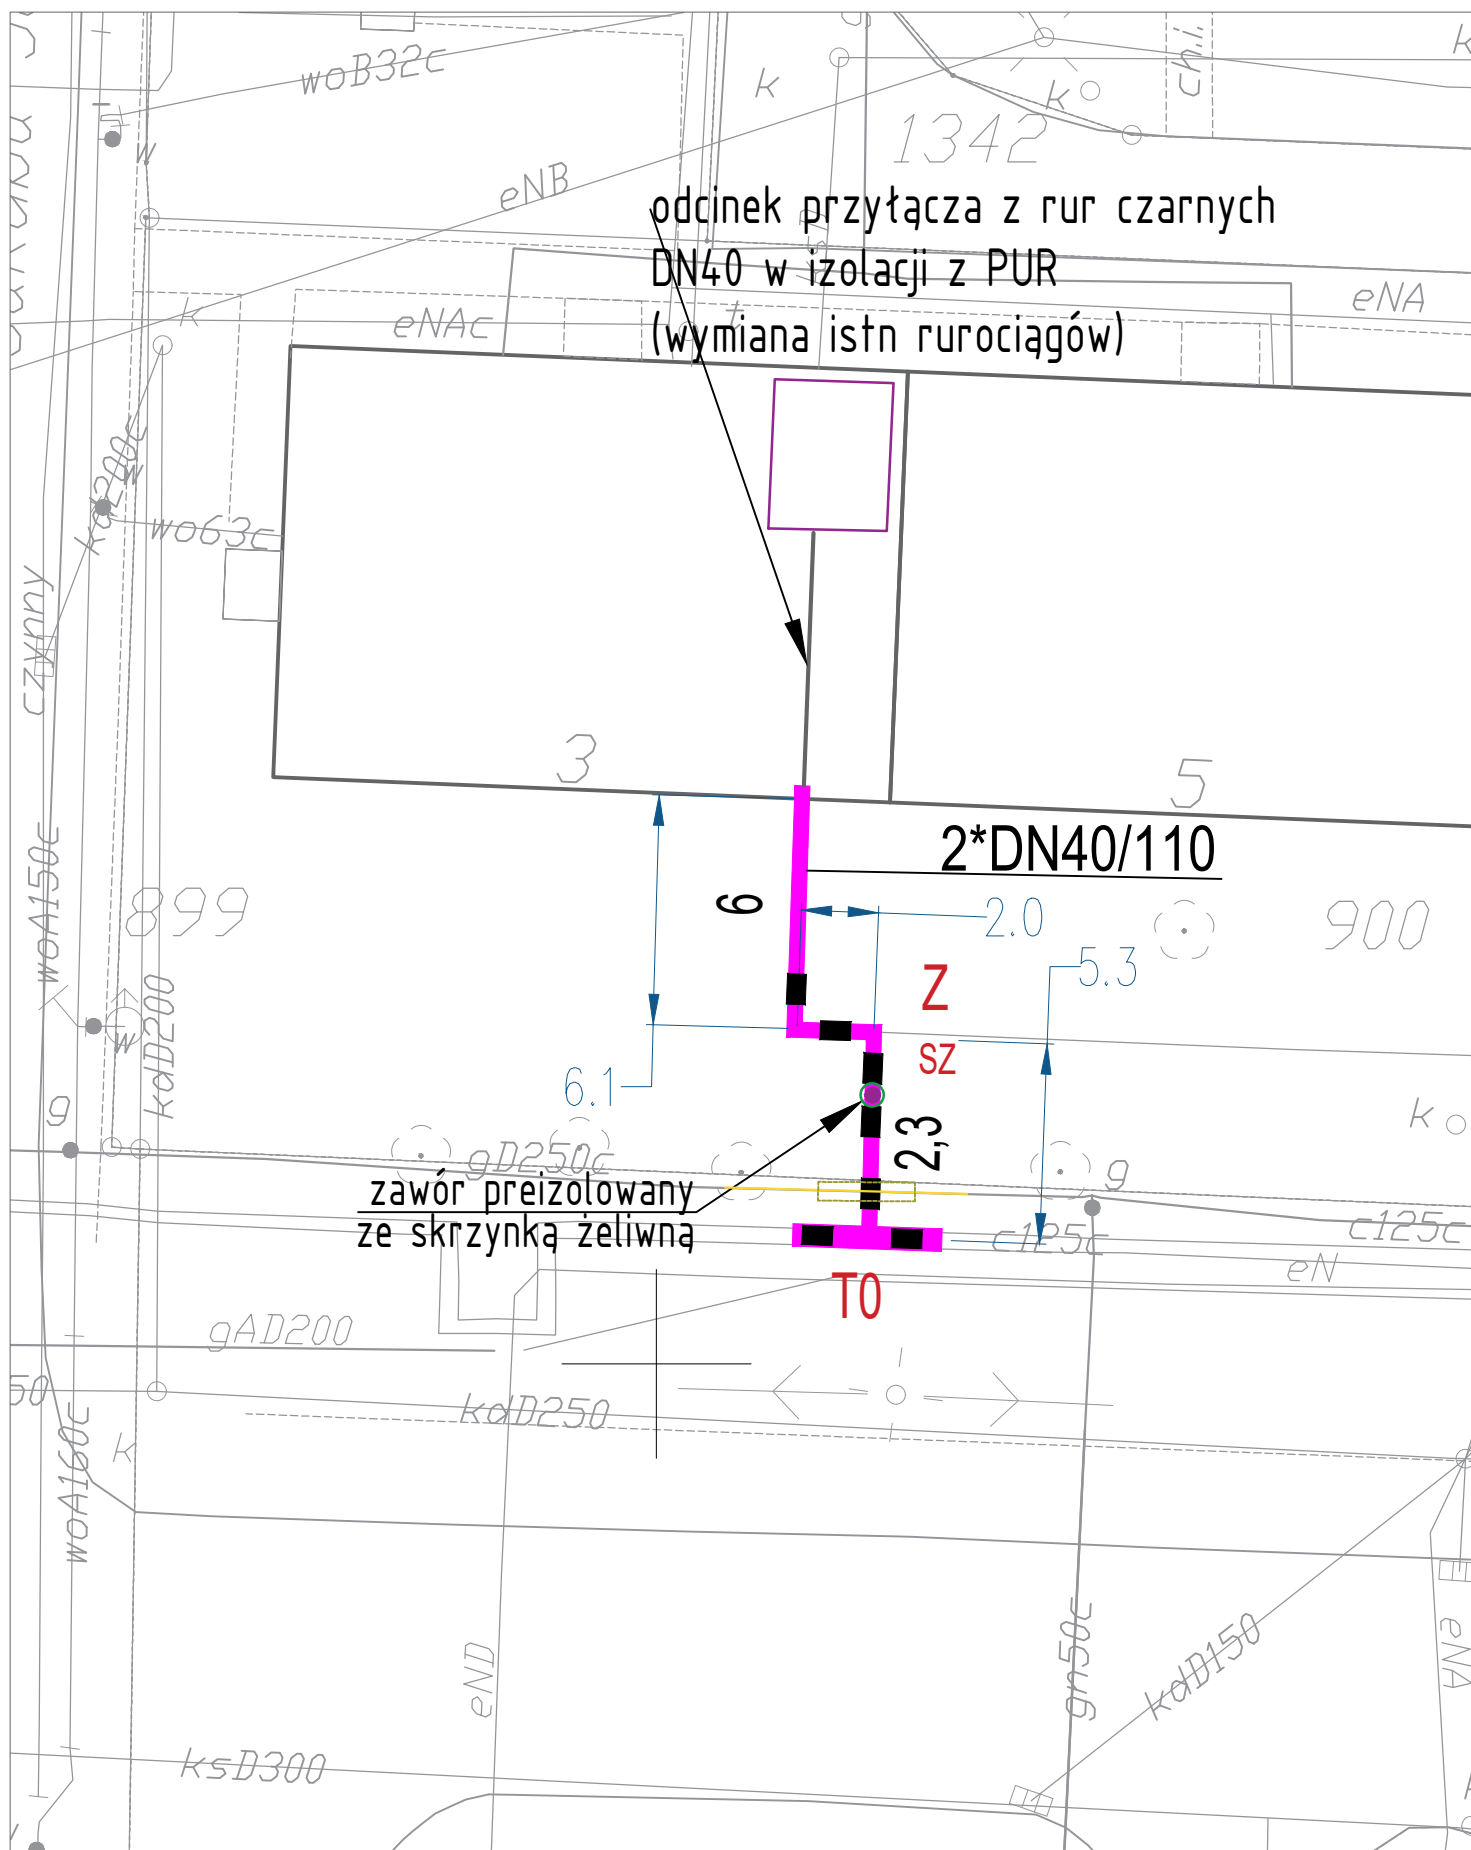 woB32c
k
k
ch.i.
k
1342
w
eNB
odcinek przyłącza z rur czarnych
DN40 w izolacji z PUR
(wymiana istn rurociągów)
k
eNAc
t
eNA
kd200c
w
wo63c
czynny
3
5
2*DN40/110
woA150c
899
6
2.0
900
5.3
Z
sz
kdD200
w
6.1
g
2,3
k
gD250c
g
zawór preizolowany
ze skrzynką żeliwną
c125c
c125c
eN
T0
gAD200
50
kdD250
k
woA160c
eND
gn50c
kdD150
eNA
ksD300